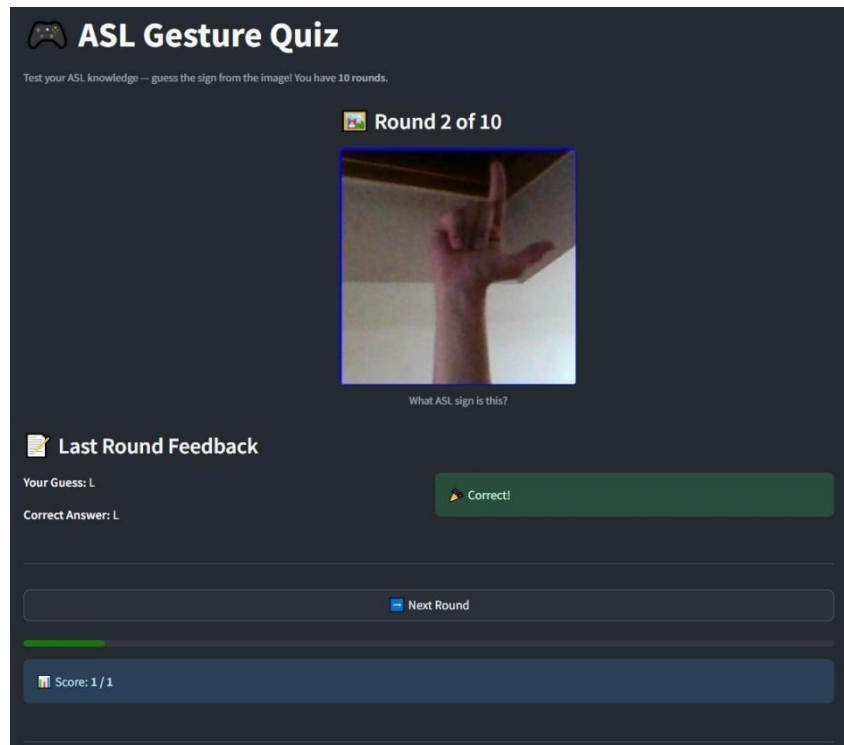 🎮 ASL Gesture Quiz
Test your ASL knowledge — guess the sign from the image! You have 10 rounds.
🖼️ Round 2 of 10
What ASL sign is this?
📝 Last Round Feedback
Your Guess: L
🎉 Correct!
Correct Answer: L
➡️ Next Round
📊 Score: 1 / 1